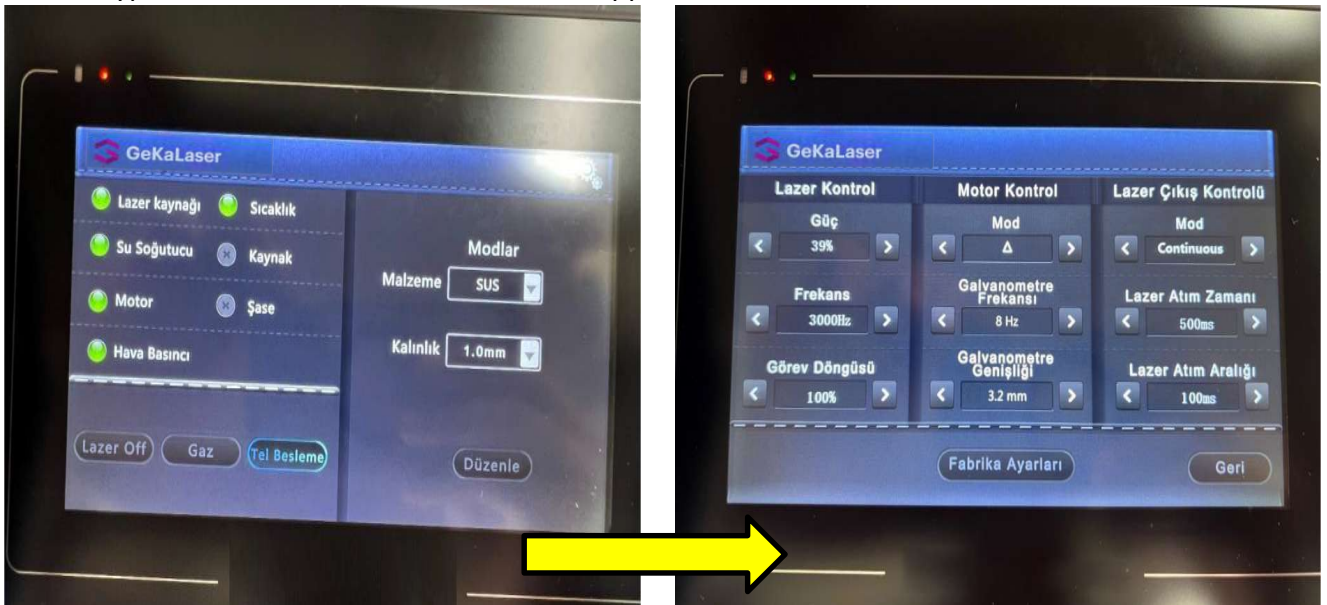 GeKaLaser
Lazer kaynağı
Sıcaklık
Su Soğutucu
Kaynak
Motor
Şase
Hava Basıncı
Lazer Off
Gaz
Tel Besleme
Modlar
Malzeme
SUS
Kalınlık
1.0mm
Düzenle
GeKaLaser
Lazer Kontrol
Güç
39%
Frekans
3000Hz
Görev Döngüsü
100%
Motor Kontrol
Mod
Δ
Galvanometre
Frekansı
8 Hz
Galvanometre
Genişliği
3.2 mm
Lazer Çıkış Kontrolü
Mod
Continuous
Lazer Atım Zamanı
500ms
Lazer Atım Aralığı
100ms
Fabrika Ayarları
Geri